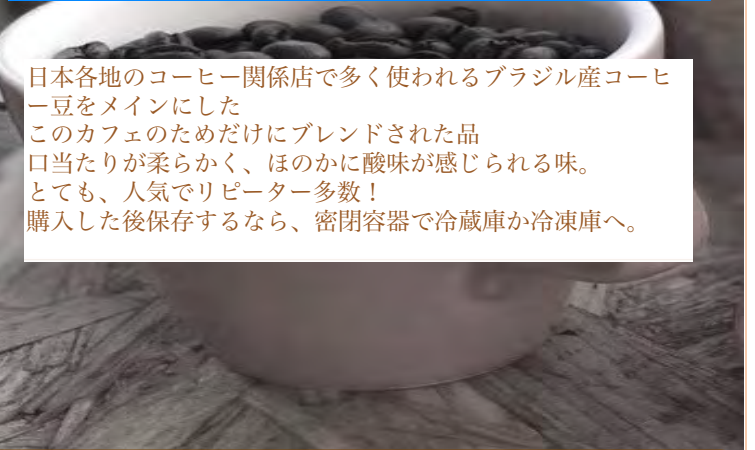 日本各地のコーヒー関係店で多く使われるブラジル産コーヒ
ー豆をメインにした
このカフェのためだけにブレンドされた品
口当たりが柔らかく、ほのかに酸味が感じられる味。
とても、人気でリピーター多数！
購入した後保存するなら、密閉容器で冷蔵庫か冷凍庫へ。